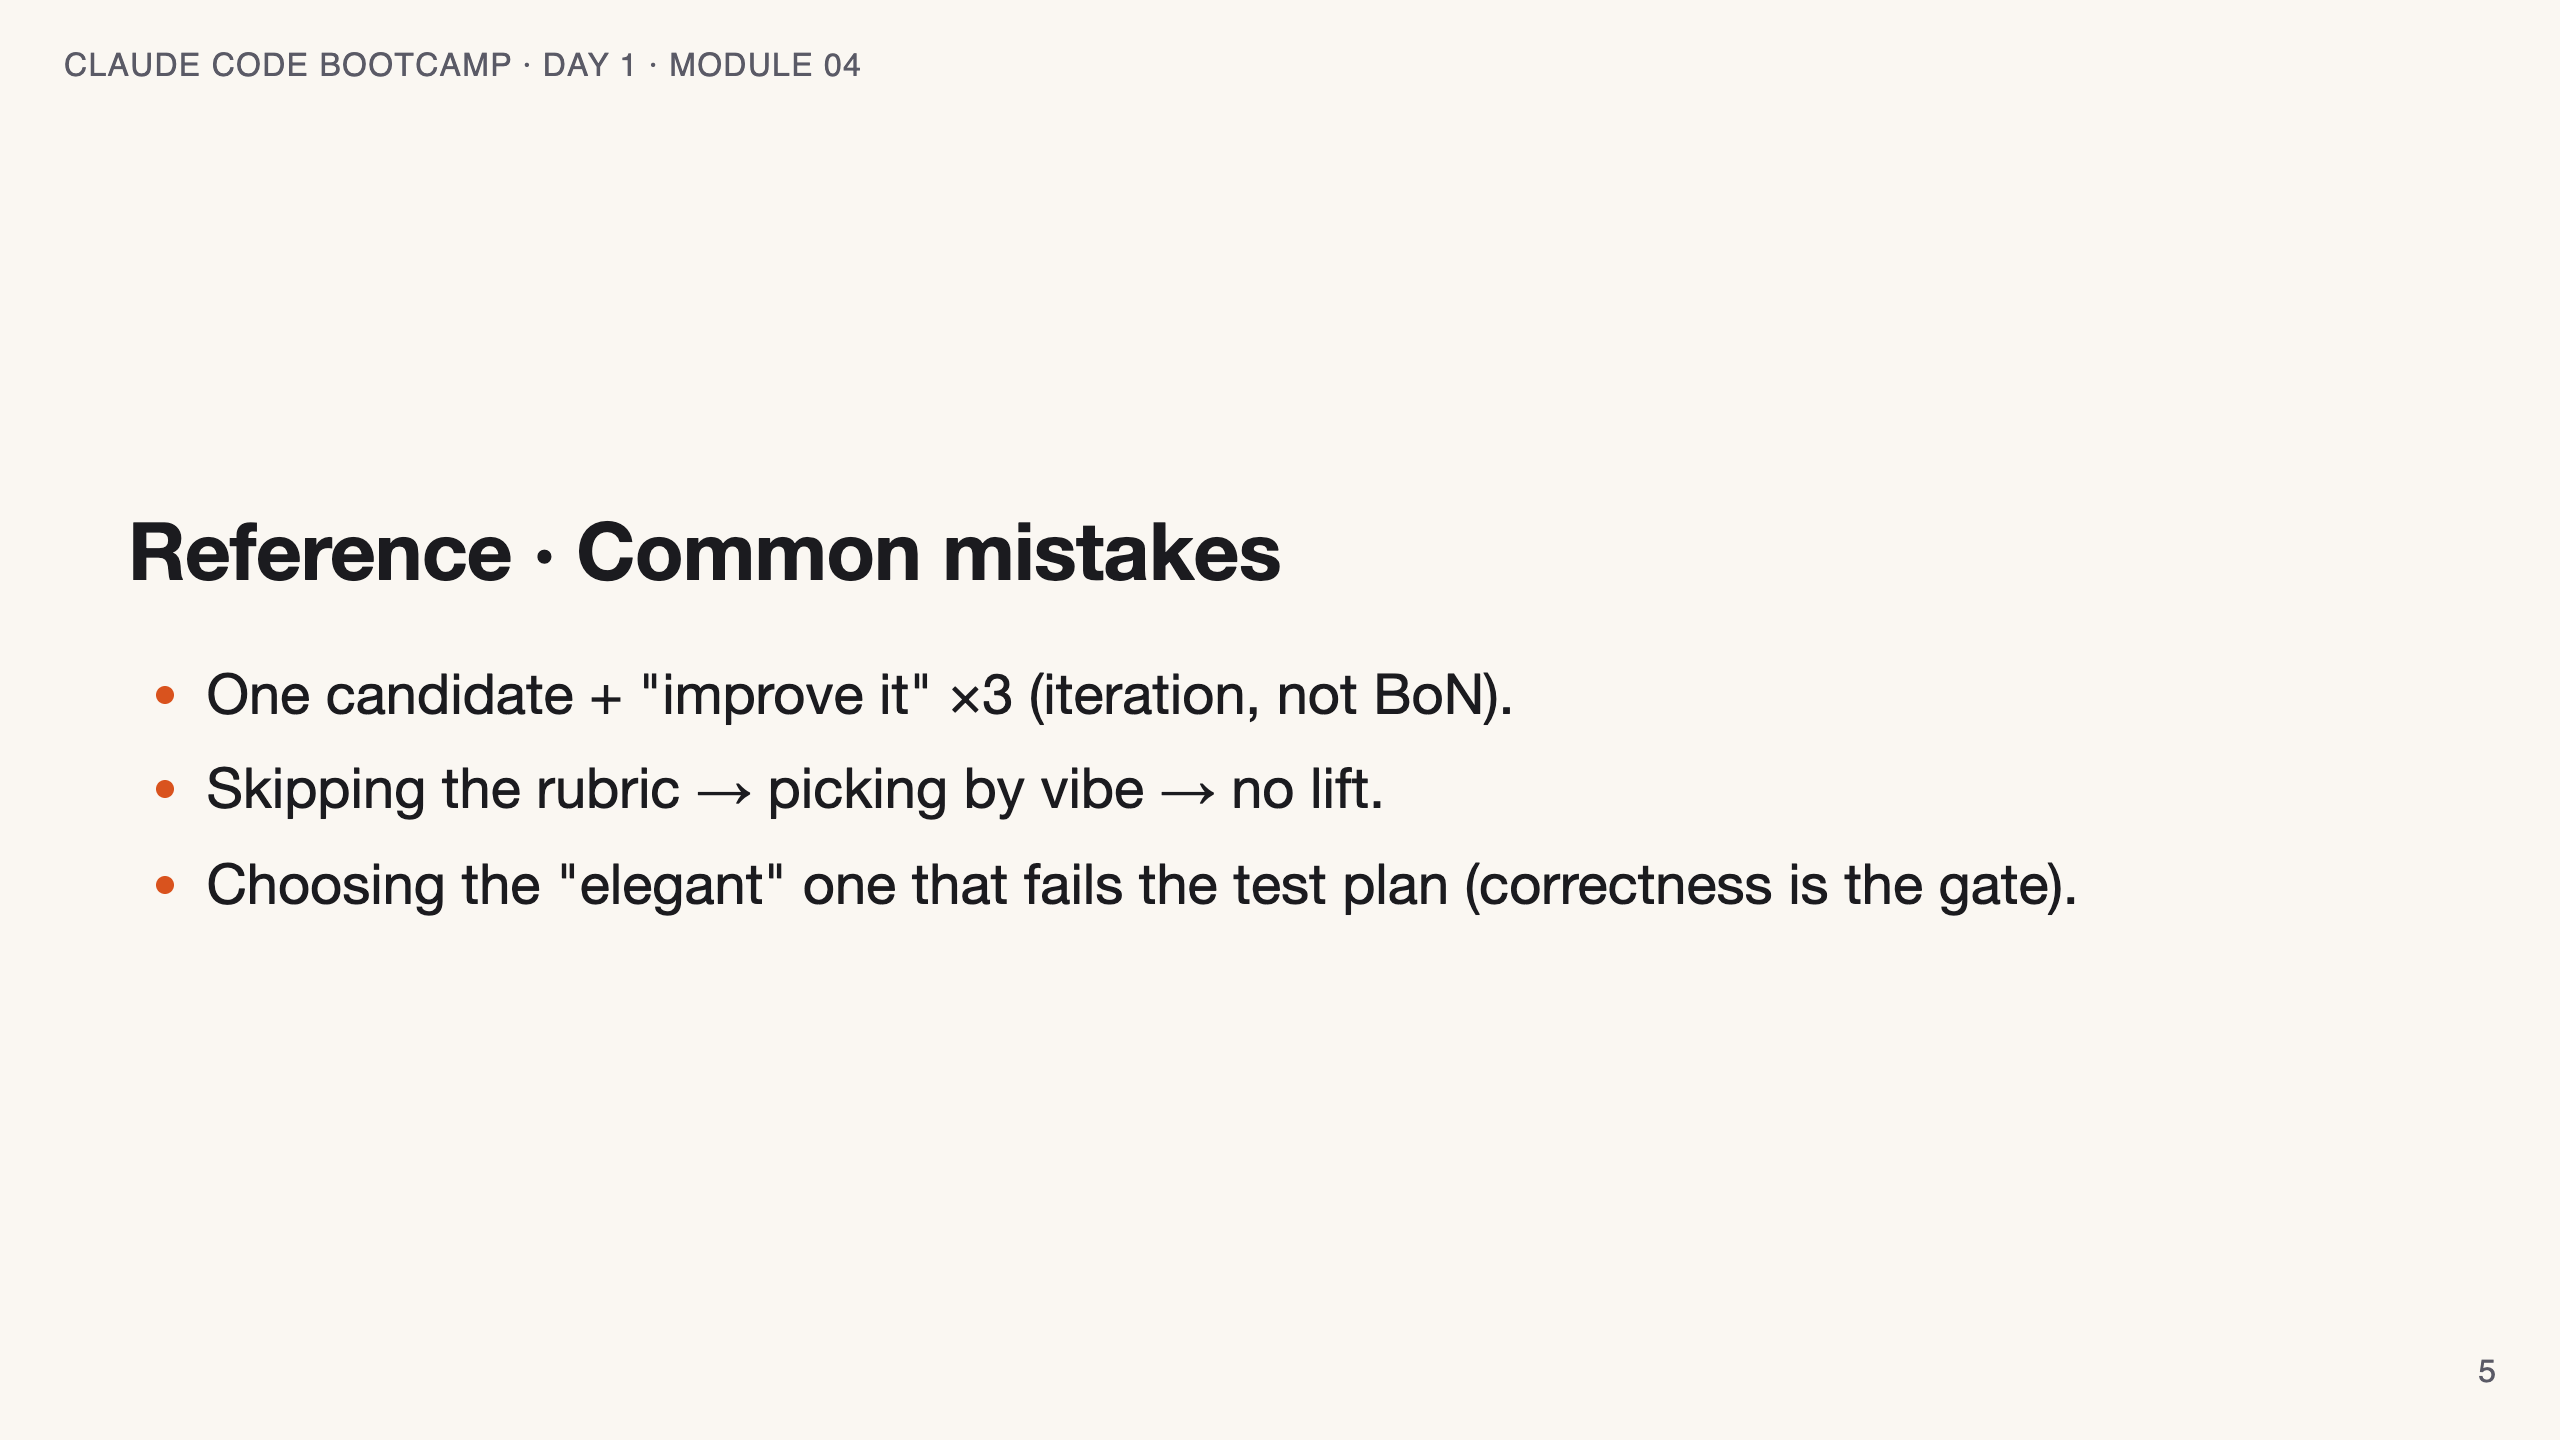 CLAUDE CODE BOOTCAMP · DAY 1 · MODULE 04
Reference · Common mistakes
• One candidate + "improve it" ×3 (iteration, not BoN).
• Skipping the rubric → picking by vibe → no lift.
• Choosing the "elegant" one that fails the test plan (correctness is the gate).
5